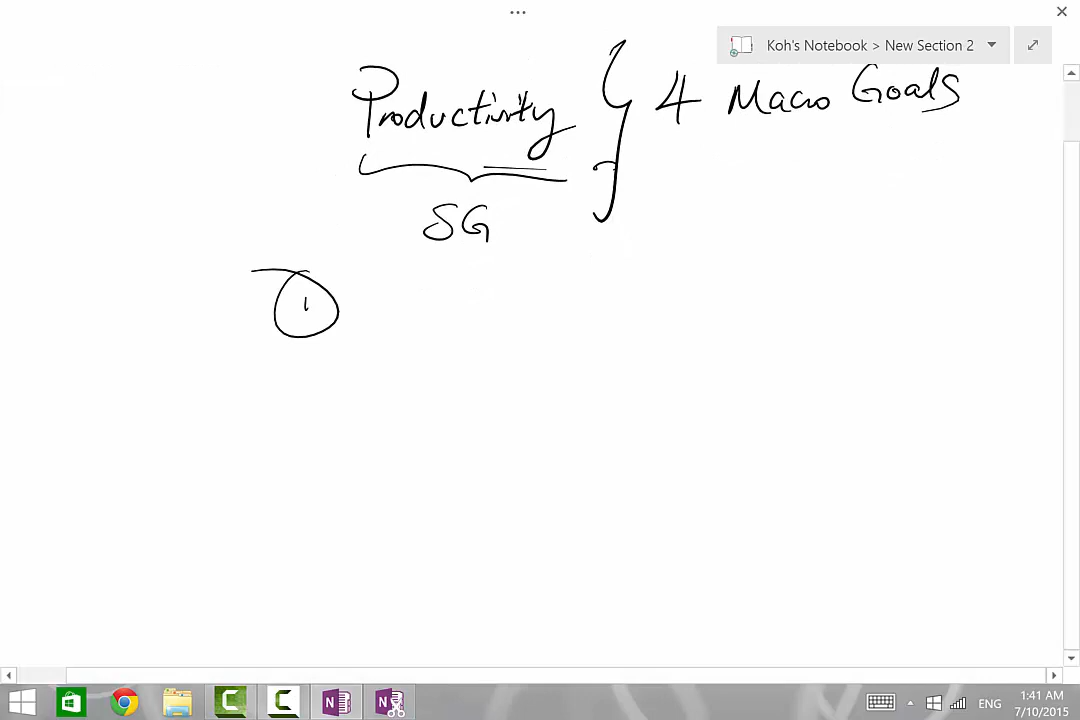 ...
Koh's Notebook > New Section 2
Productivity } 4 Macro Goals
SG
1
ENG
1:41 AM
7/10/2015